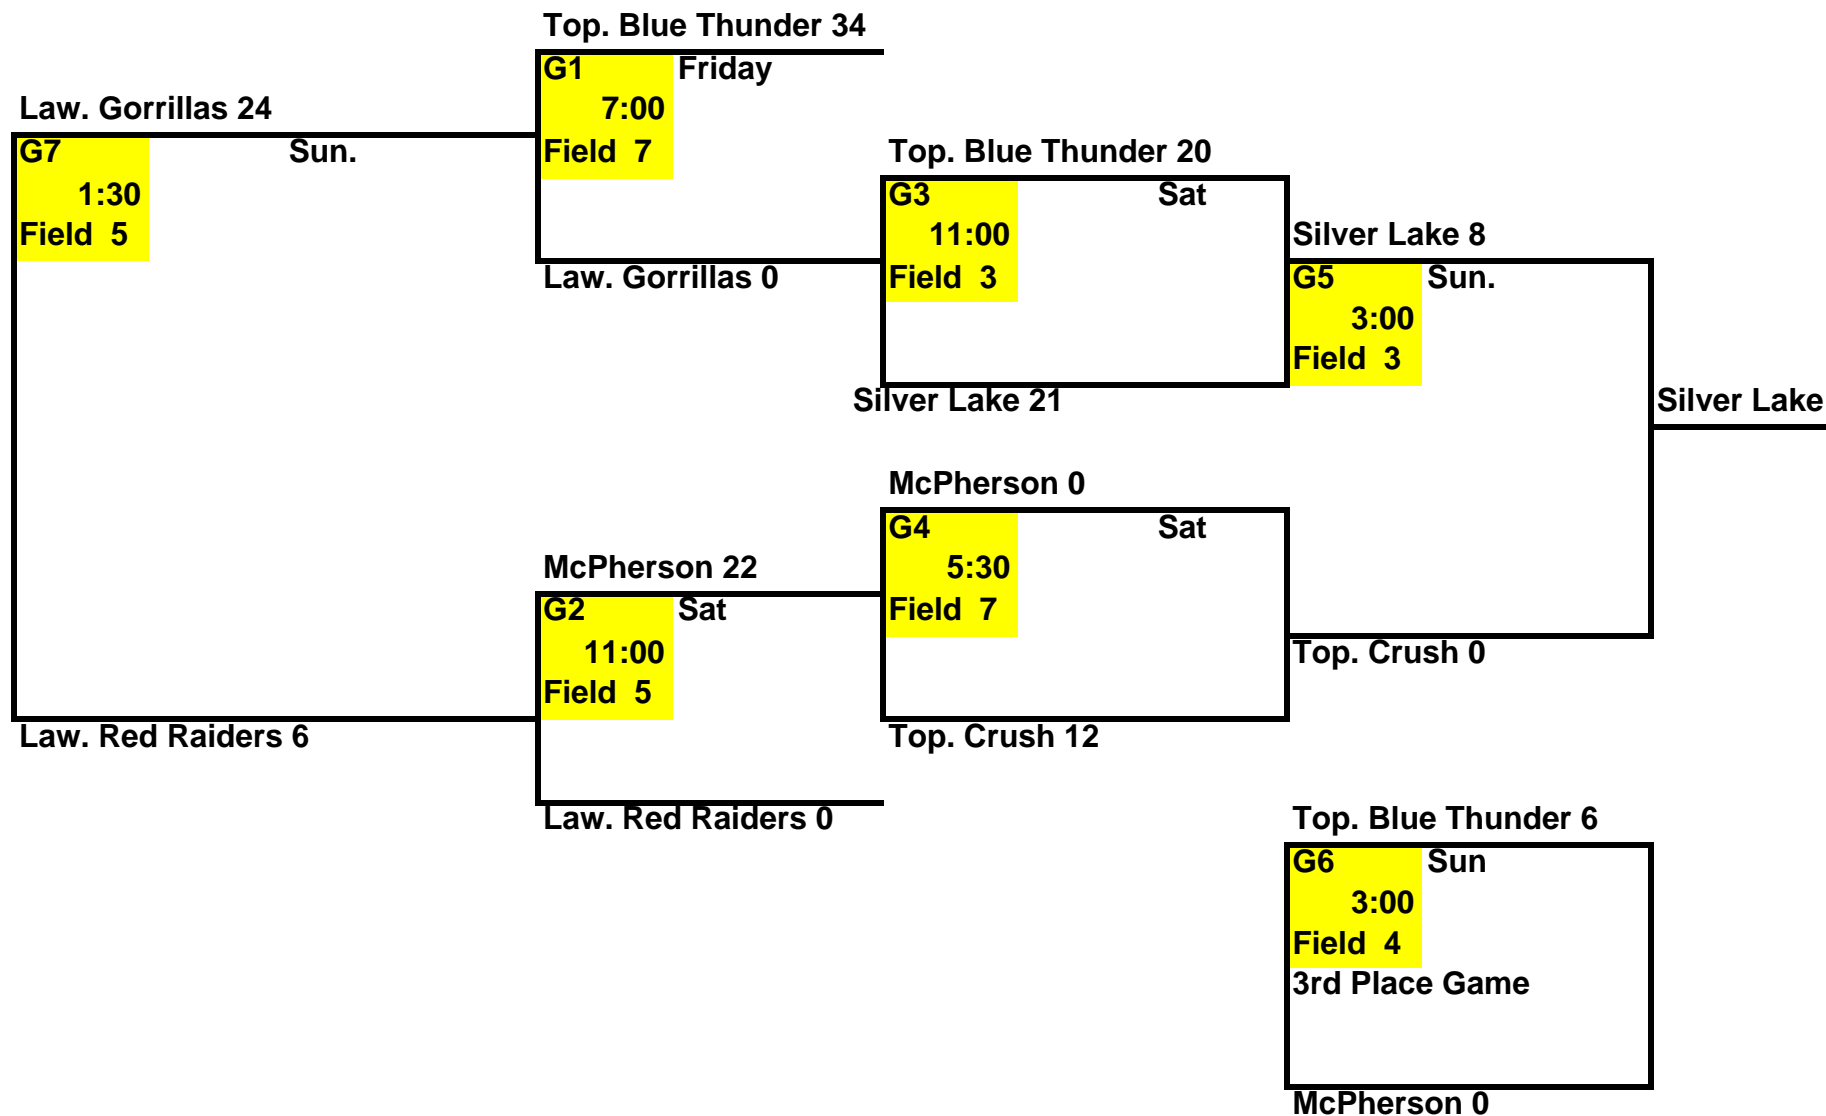 Top. Blue Thunder 34
G1 Friday
7:00
Field 7
Law. Gorrillas 0
Law. Gorrillas 24
G7 Sun.
1:30
Field 5
Law. Red Raiders 6
Top. Blue Thunder 20
G3 Sat
11:00
Field 3
Silver Lake 21
Silver Lake 8
G5 Sun.
3:00
Field 3
Top. Crush 0
Silver Lake
McPherson 0
G4 Sat
5:30
Field 7
Top. Crush 12
McPherson 22
G2 Sat
11:00
Field 5
Law. Red Raiders 0
Top. Blue Thunder 6
G6 Sun
3:00
Field 4
3rd Place Game
McPherson 0